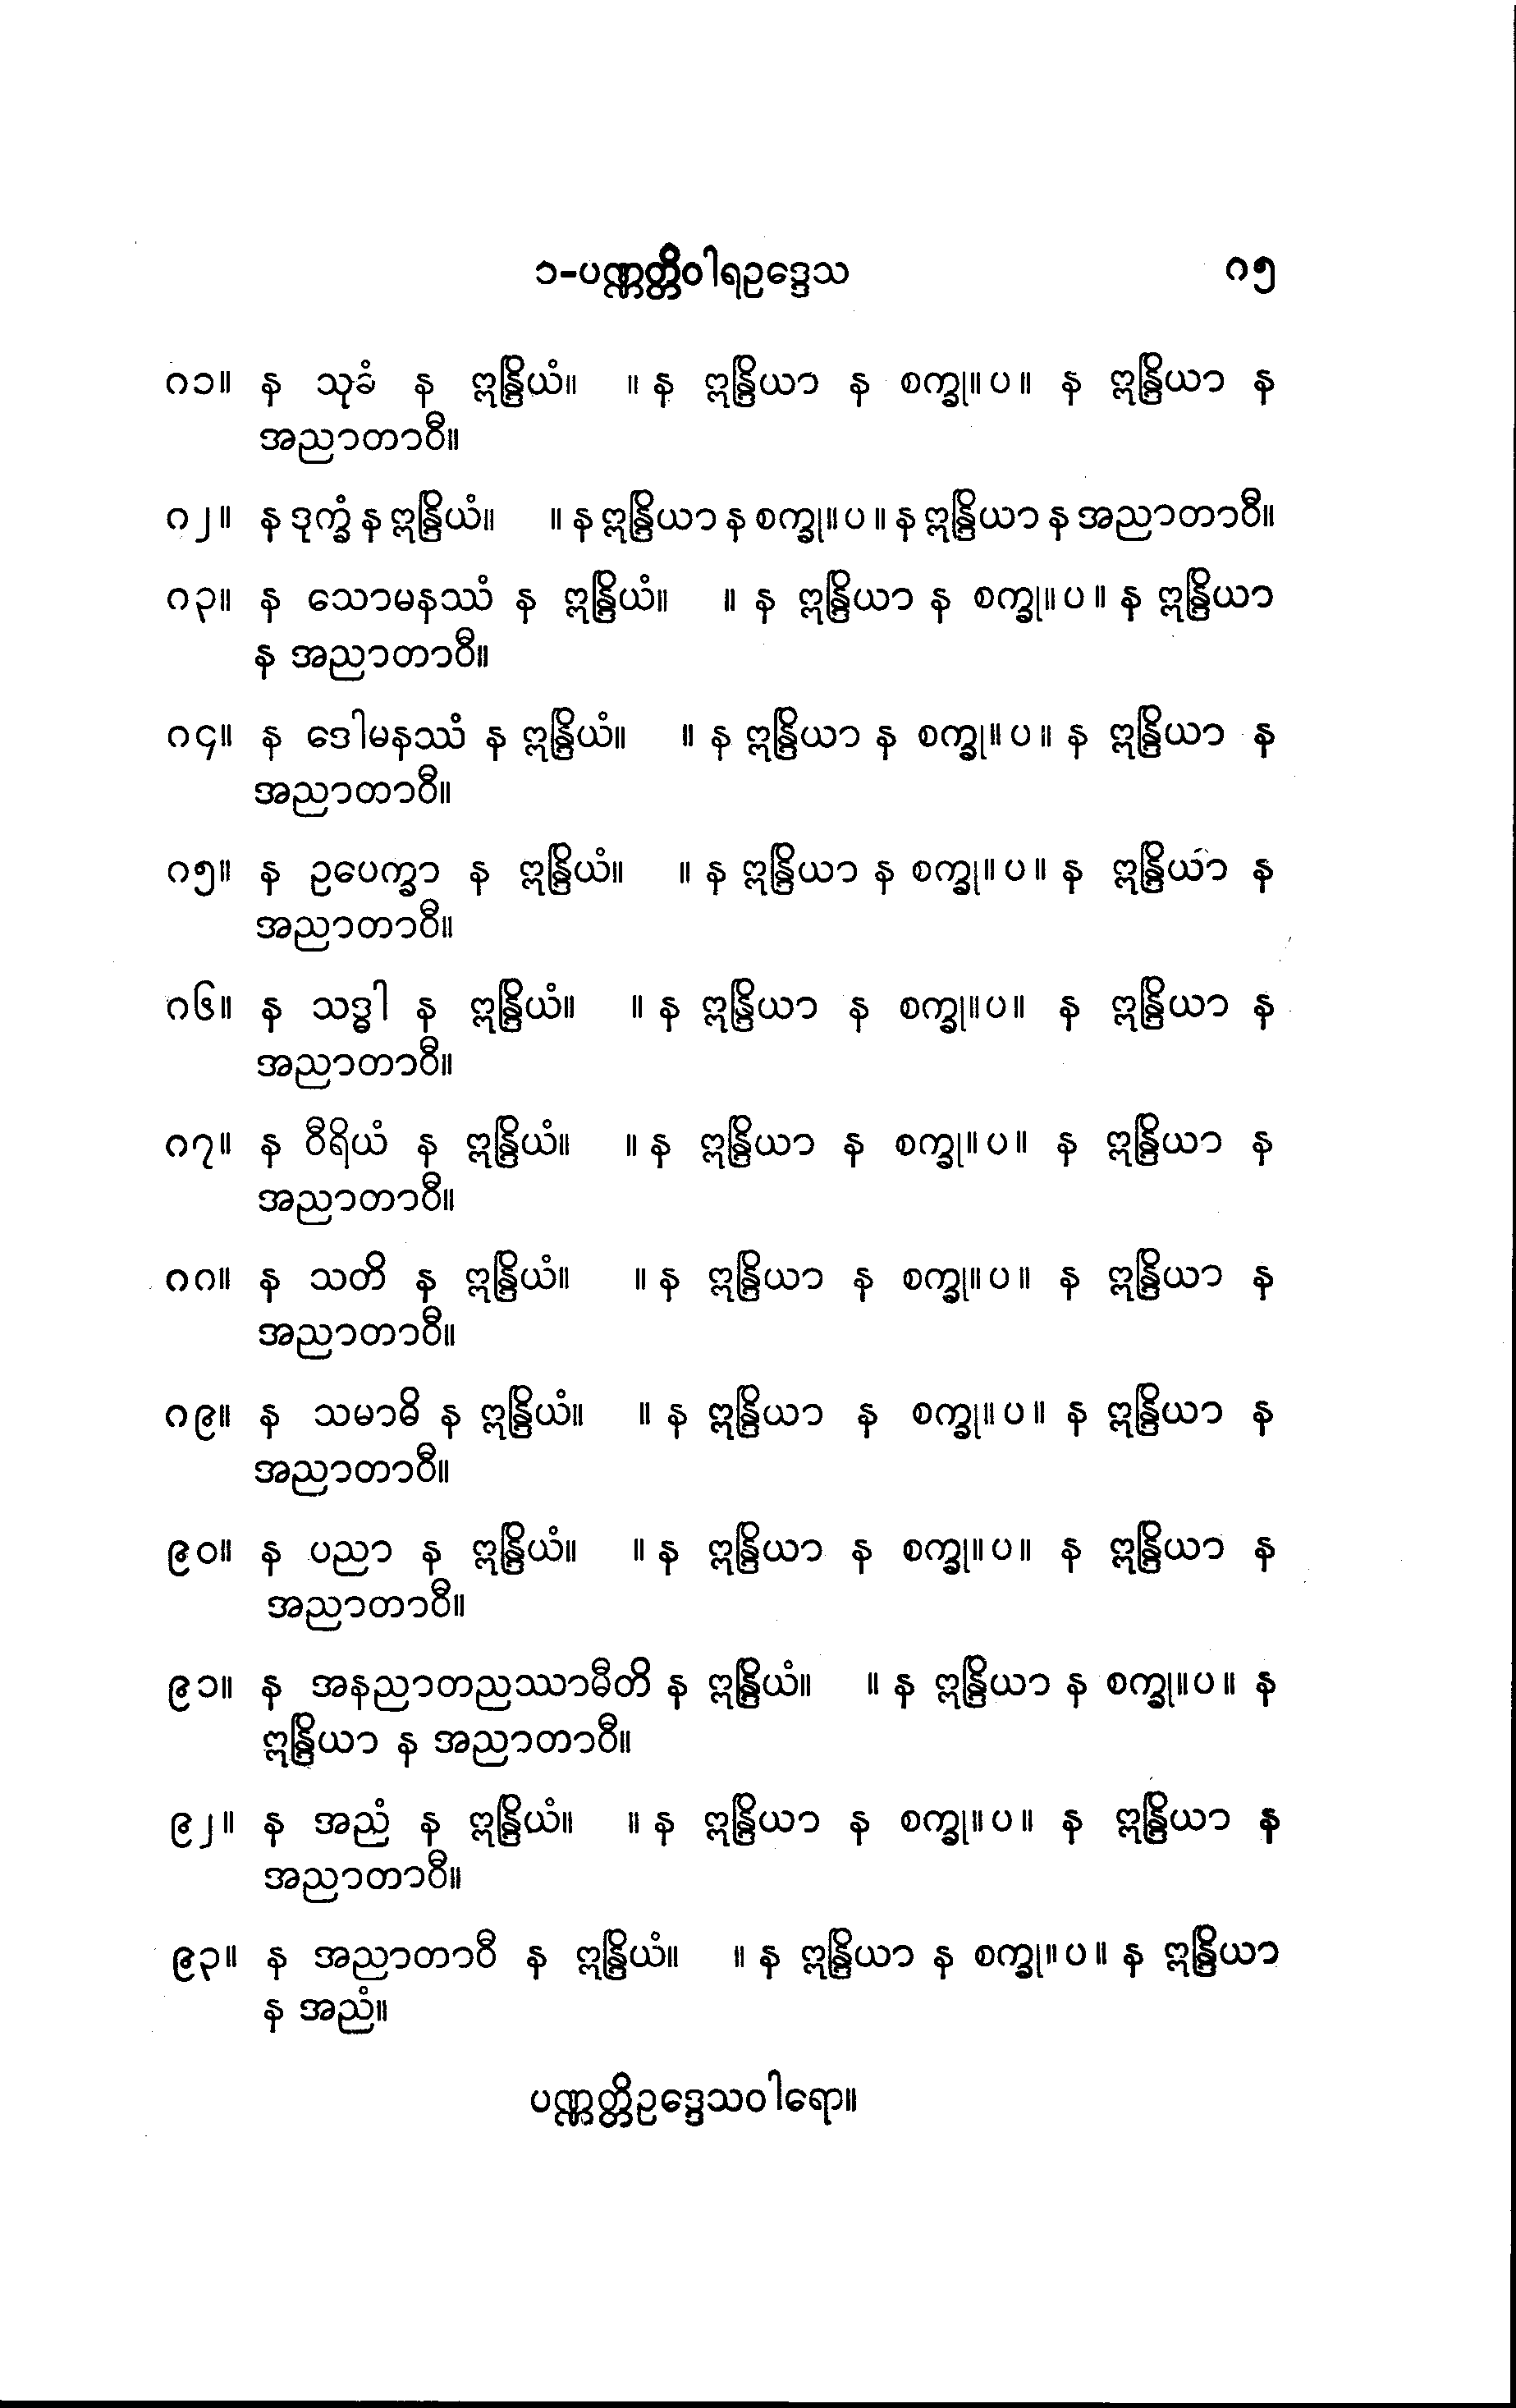 ၁-ပဏ္ဏတ္တိဝါရဥဒ္ဒေသ ၈၅
၈၁။ န သုခံ န ဣန္ဒြိယံ။ ။ န ဣန္ဒြိယာ န စက္ခု။ပ။ န ဣန္ဒြိယာ န
အညာတာဝီ။
၈၂။ န ဒုက္ခံ န ဣန္ဒြိယံ။ ။ န ဣန္ဒြိယာ န စက္ခု။ပ။ န ဣန္ဒြိယာ န အညာတာဝီ။
၈၃။ န သောမနဿံ န ဣန္ဒြိယံ။ ။ န ဣန္ဒြိယာ န စက္ခု။ပ။ န ဣန္ဒြိယာ
န အညာတာဝီ။
၈၄။ န ဒေါမနဿံ န ဣန္ဒြိယံ။ ။ န ဣန္ဒြိယာ န စက္ခု။ပ။ န ဣန္ဒြိယာ န
အညာတာဝီ။
၈၅။ န ဥပေက္ခာ န ဣန္ဒြိယံ။ ။ န ဣန္ဒြိယာ န စက္ခု။ပ။ န ဣန္ဒြိယာ န
အညာတာဝီ။
၈၆။ န သဒ္ဓါ န ဣန္ဒြိယံ။ ။ န ဣန္ဒြိယာ န စက္ခု။ပ။ န ဣန္ဒြိယာ န
အညာတာဝီ။
၈၇။ န ဝီရိယံ န ဣန္ဒြိယံ။ ။ န ဣန္ဒြိယာ န စက္ခု။ပ။ န ဣန္ဒြိယာ န
အညာတာဝီ။
၈၈။ န သတိ န ဣန္ဒြိယံ။ ။ န ဣန္ဒြိယာ န စက္ခု။ပ။ န ဣန္ဒြိယာ န
အညာတာဝီ။
၈၉။ န သမာဓိ န ဣန္ဒြိယံ။ ။ န ဣန္ဒြိယာ န စက္ခု။ပ။ န ဣန္ဒြိယာ န
အညာတာဝီ။
၉၀။ န ပညာ န ဣန္ဒြိယံ။ ။ န ဣန္ဒြိယာ န စက္ခု။ပ။ န ဣန္ဒြိယာ န
အညာတာဝီ။
၉၁။ န အနညာတညဿာမီတိ န ဣန္ဒြိယံ။ ။ န ဣန္ဒြိယာ န စက္ခု။ပ။ န
ဣန္ဒြိယာ န အညာတာဝီ။
၉၂။ န အညံ န ဣန္ဒြိယံ။ ။ န ဣန္ဒြိယာ န စက္ခု။ပ။ န ဣန္ဒြိယာ န
အညာတာဝီ။
၉၃။ န အညာတာဝီ န ဣန္ဒြိယံ။ ။ န ဣန္ဒြိယာ န စက္ခု။ပ။ န ဣန္ဒြိယာ
န အညံ။
ပဏ္ဏတ္တိဥဒ္ဒေသဝါရော။